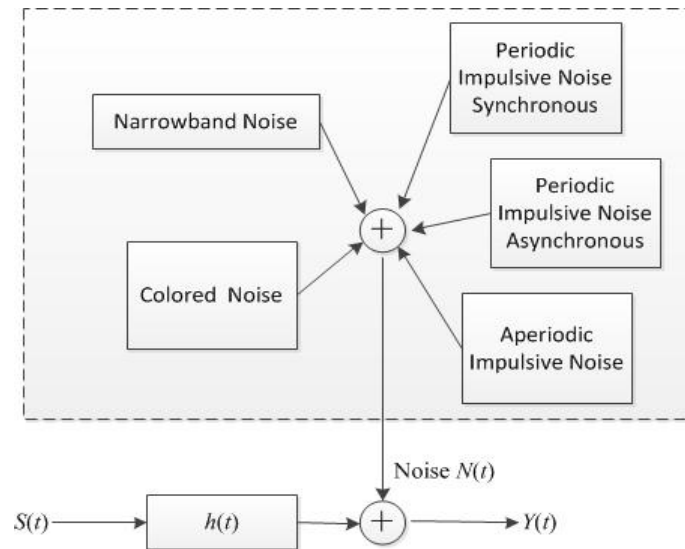 Periodic
Impulsive Noise
Synchronous
Narrowband Noise
+
Periodic
Impulsive Noise
Asynchronous
Colored Noise
Aperiodic
Impulsive Noise
Noise N(t)
S(t)
h(t)
+
Y(t)